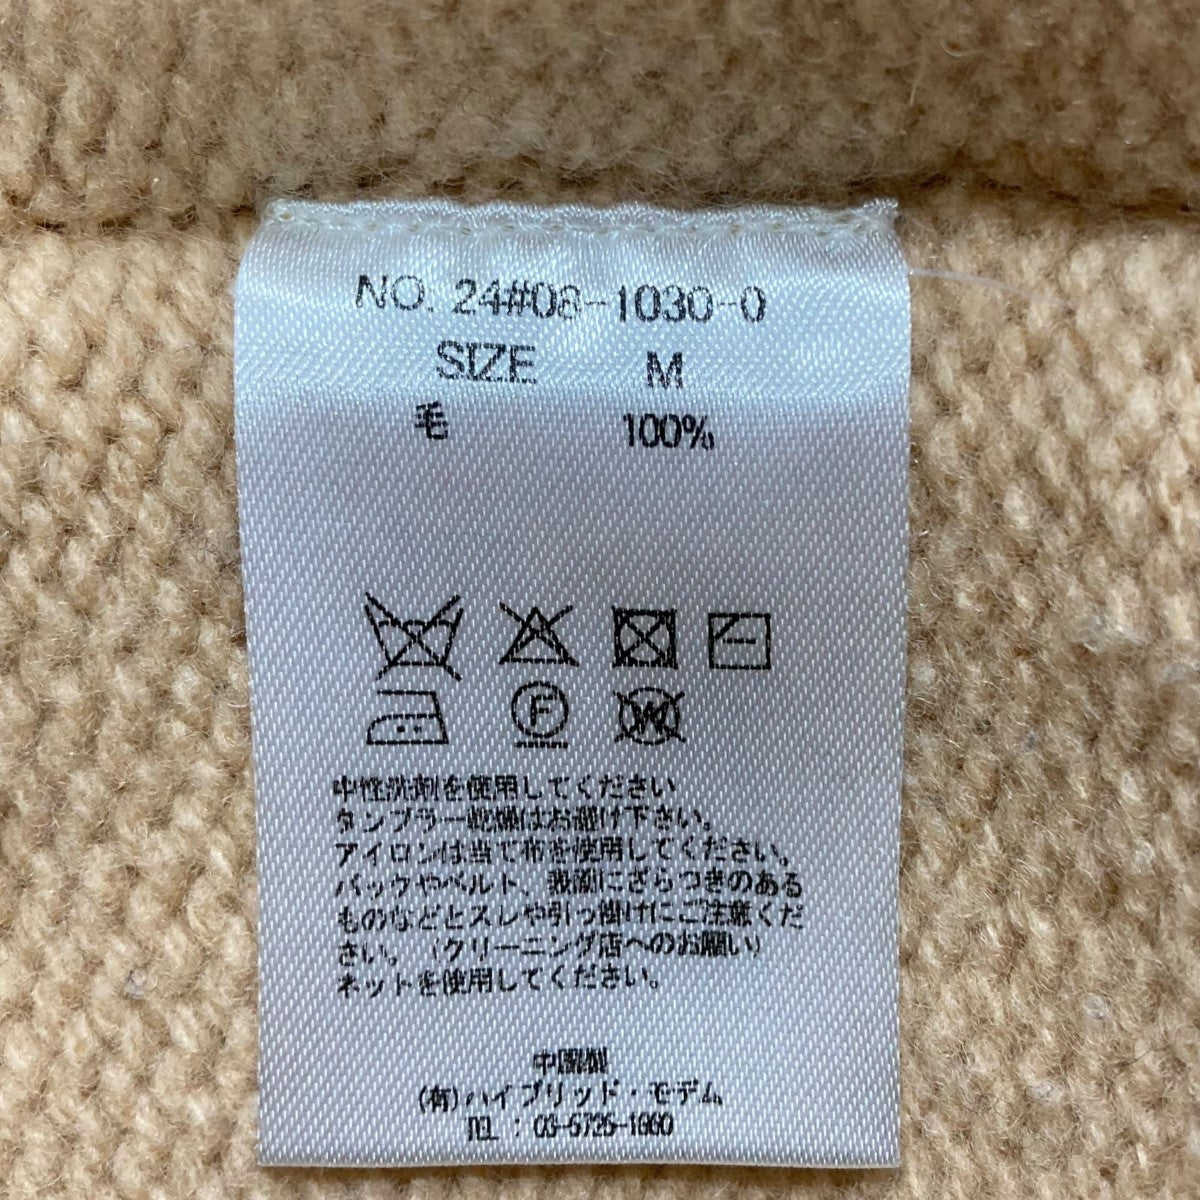 NO. 24#08-1030-0
SIZE M
毛 100%
F
W
中性洗剤を使用してください
タンブラー乾燥はお避け下さい。
アイロンは当て布を使用してください。
バックやベルト、表面にざらつきのある
ものなどとスレや引っ掛けにご注意くだ
さい。(クリーニング店へのお願い)
ネットを使用してください。
中国製
(有)ハイブリッド・モデム
TEL : 03-5725-1660